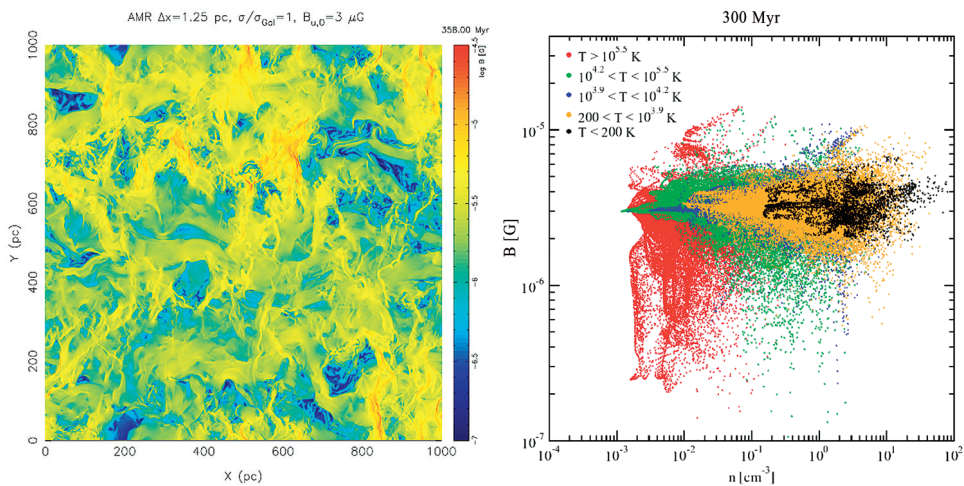 AMR Δx=1.25 pc, σ/σGal=1, Bu,0=3 μG
358.00 Myr
1000
800
600
400
200
0
Y (pc)
0 200 400 600 800 1000
X (pc)
-4.5
-5
-5.5
-6
-6.5
-7
log B [G]
300 Myr
T > 10^5.5 K
10^4.2 < T < 10^5.5 K
10^3.9 < T < 10^4.2 K
200 < T < 10^3.9 K
T < 200 K
10^-5
10^-6
10^-7
B [G]
10^-4 10^-3 10^-2 10^-1 10^0 10^1 10^2
n [cm^-3]